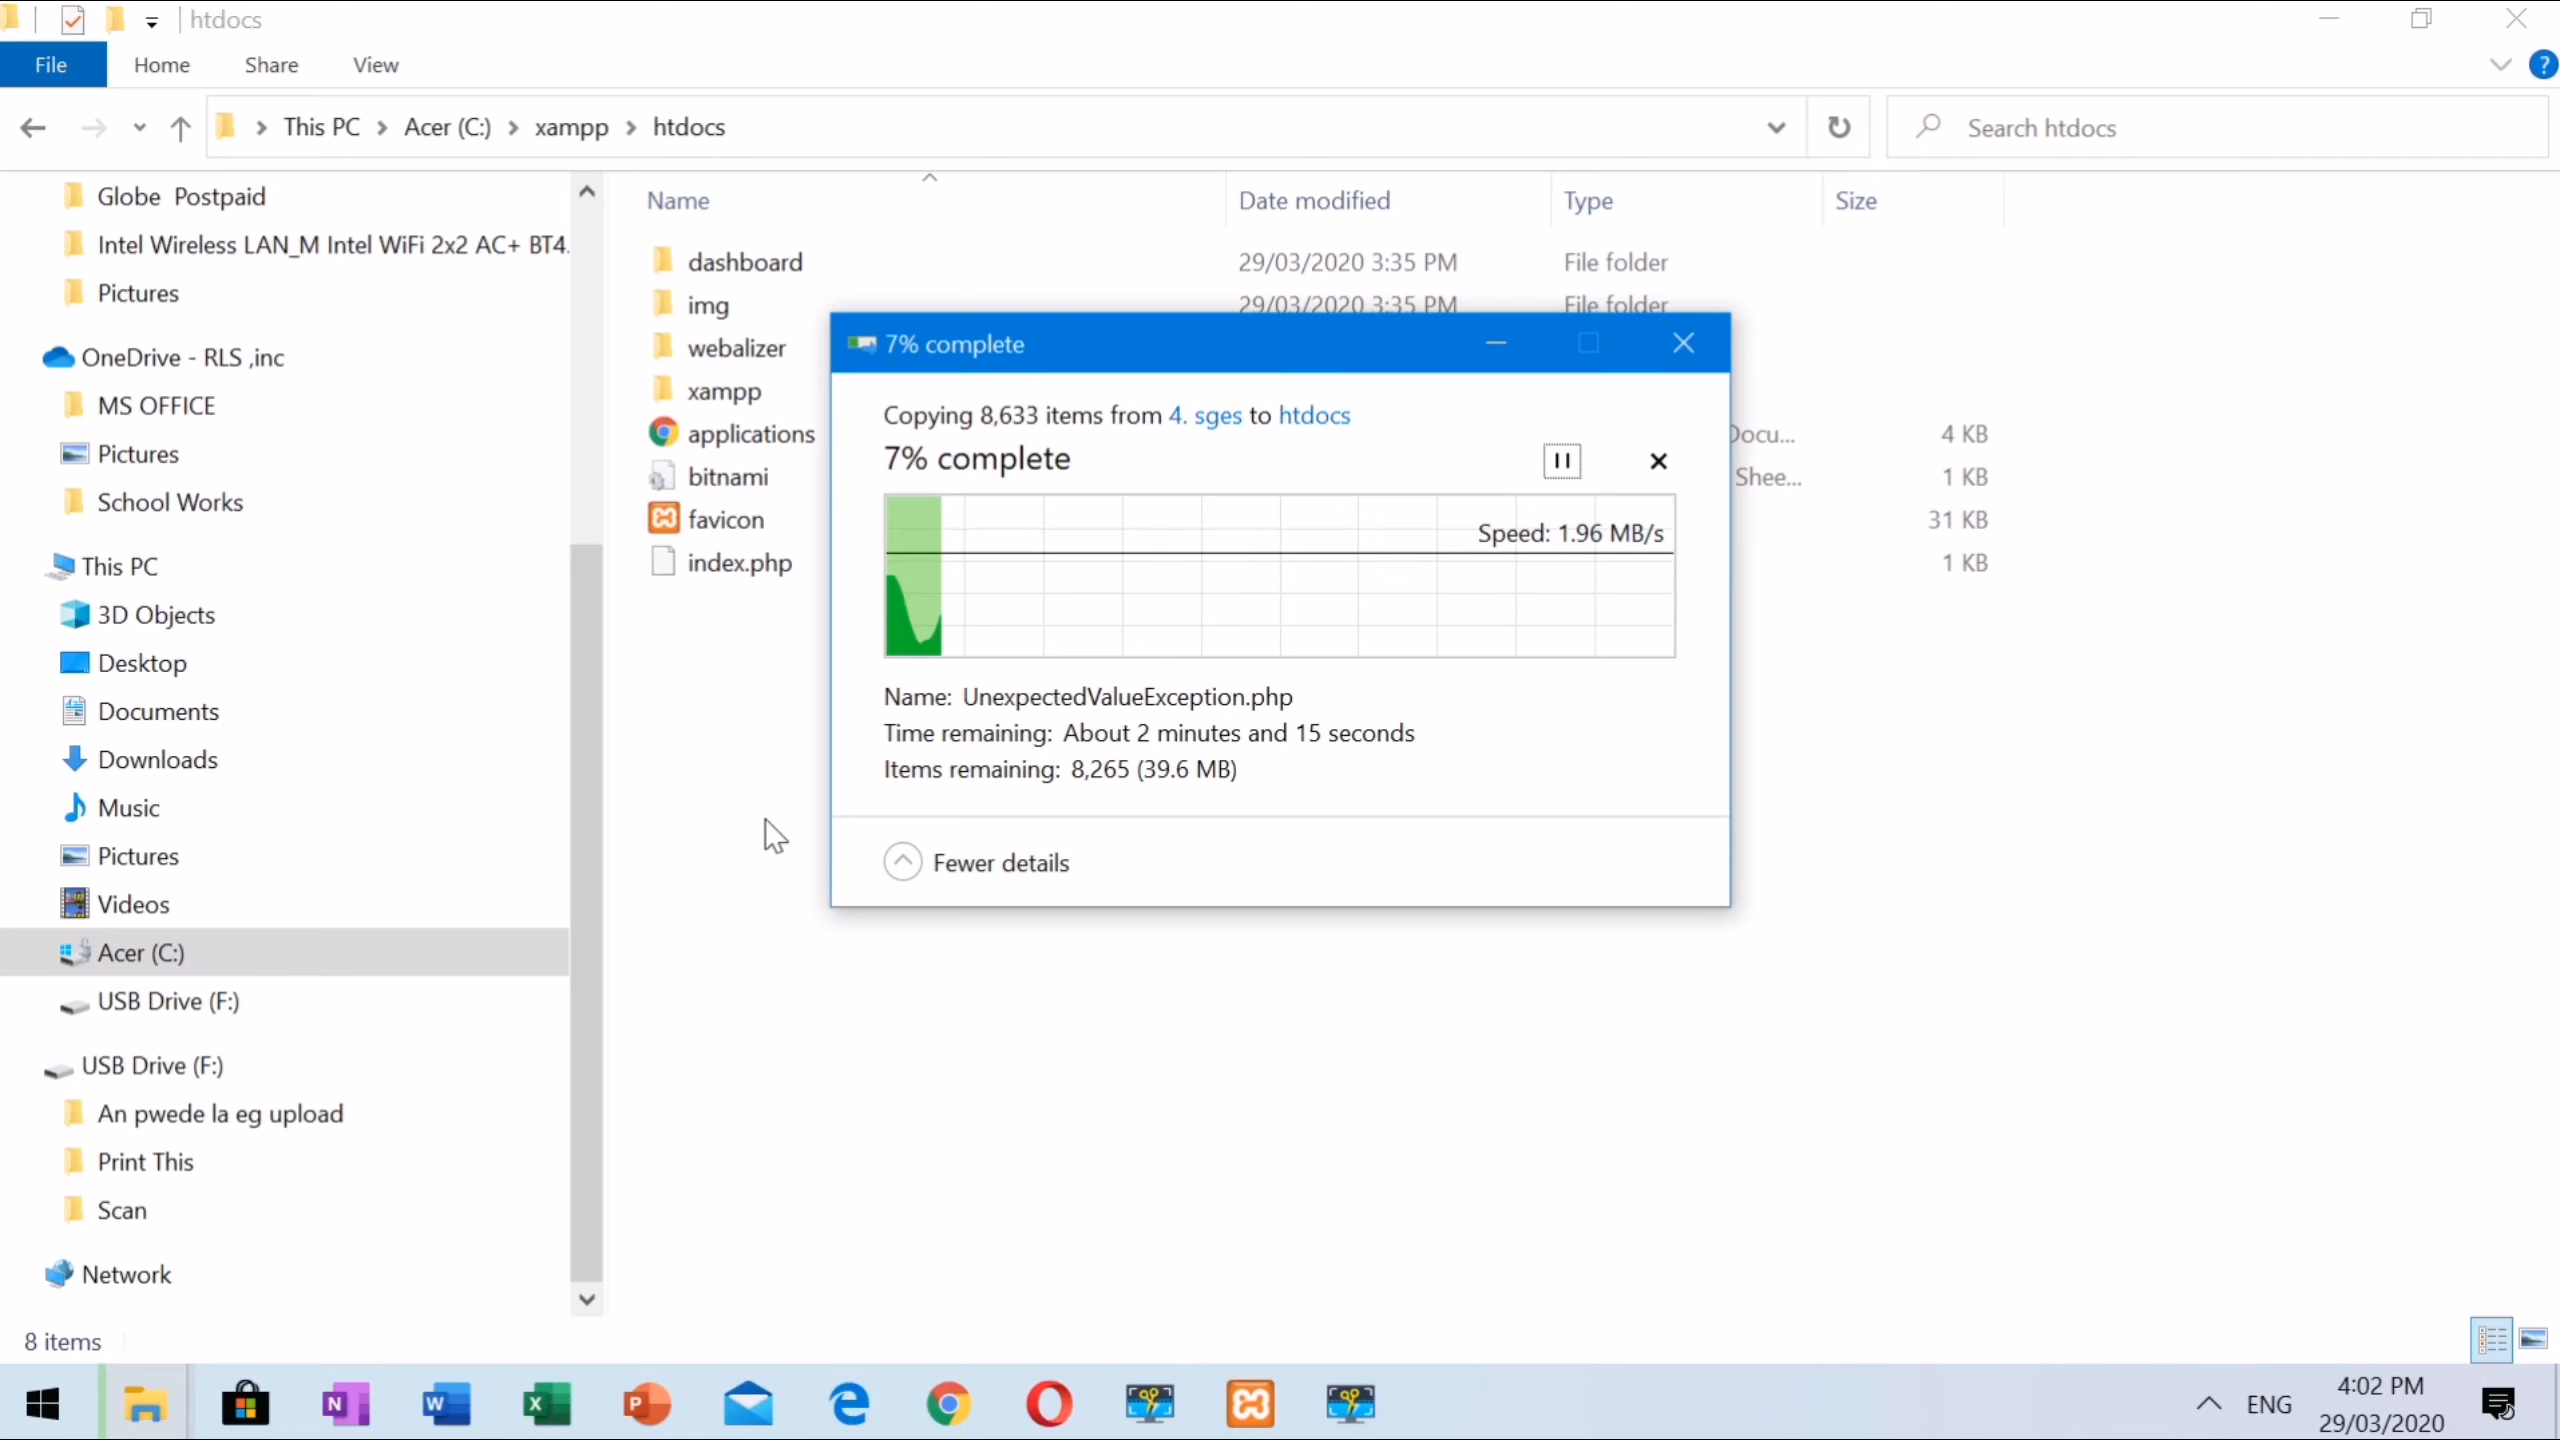 htdocs
File Home Share View
This PC Acer (C:) xampp htdocs
Search htdocs
Globe Postpaid
Intel Wireless LAN_M Intel WiFi 2x2 AC+ BT4.
Pictures
OneDrive - RLS ,inc
MS OFFICE
Pictures
School Works
This PC
3D Objects
Desktop
Documents
Downloads
Music
Pictures
Videos
Acer (C:)
USB Drive (F:)
USB Drive (F:)
An pwede la eg upload
Print This
Scan
Network
Name Date modified Type Size
dashboard 29/03/2020 3:35 PM File folder
img 29/03/2020 3:35 PM File folder
webalizer
xampp
applications Docu... 4 KB
bitnami Shee... 1 KB
favicon 31 KB
index.php 1 KB
7% complete
Copying 8,633 items from 4. sges to htdocs
7% complete
Speed: 1.96 MB/s
Name: UnexpectedValueException.php
Time remaining: About 2 minutes and 15 seconds
Items remaining: 8,265 (39.6 MB)
Fewer details
8 items
ENG
4:02 PM
29/03/2020